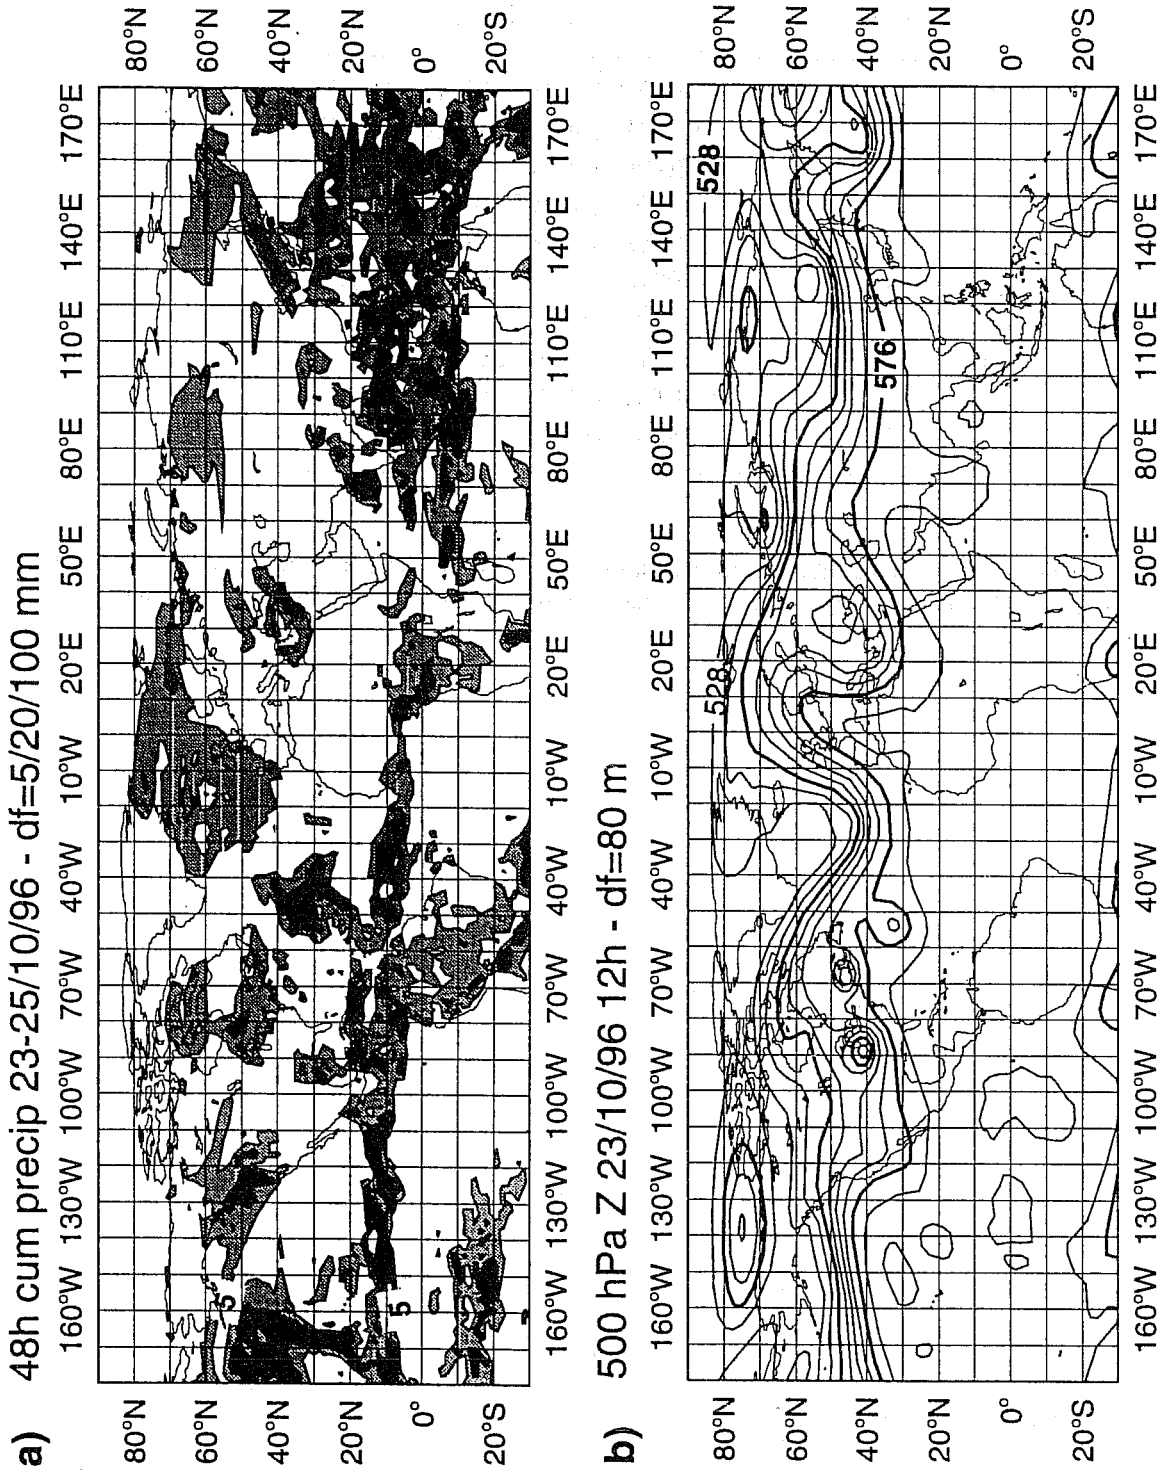 a) 48h cum precip 23-25/10/96 - df=5/20/100 mm
160°W 130°W 100°W 70°W 40°W 10°W 20°E 50°E 80°E 110°E 140°E 170°E
80°N 80°N
60°N 60°N
40°N 40°N
20°N 20°N
0° 0°
20°S 20°S
5
5
160°W 130°W 100°W 70°W 40°W 10°W 20°E 50°E 80°E 110°E 140°E 170°E
b) 500 hPa Z 23/10/96 12h - df=80 m
160°W 130°W 100°W 70°W 40°W 10°W 20°E 50°E 80°E 110°E 140°E 170°E
80°N 528 528 80°N
60°N 60°N
40°N 576 40°N
20°N 20°N
0° 0°
20°S 20°S
160°W 130°W 100°W 70°W 40°W 10°W 20°E 50°E 80°E 110°E 140°E 170°E